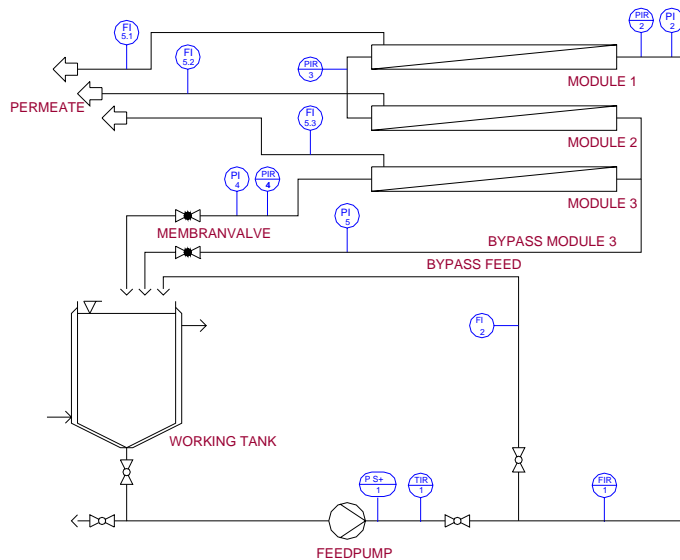 FI
5.1
FI
5.2
PIR
2
PI
2
PIR
3
MODULE 1
PERMEATE
FI
5.3
MODULE 2
PI
4
PIR
4
MODULE 3
PI
5
MEMBRANVALVE
BYPASS MODULE 3
BYPASS FEED
FI
2
WORKING TANK
P S+
1
TIR
1
FIR
1
FEEDPUMP